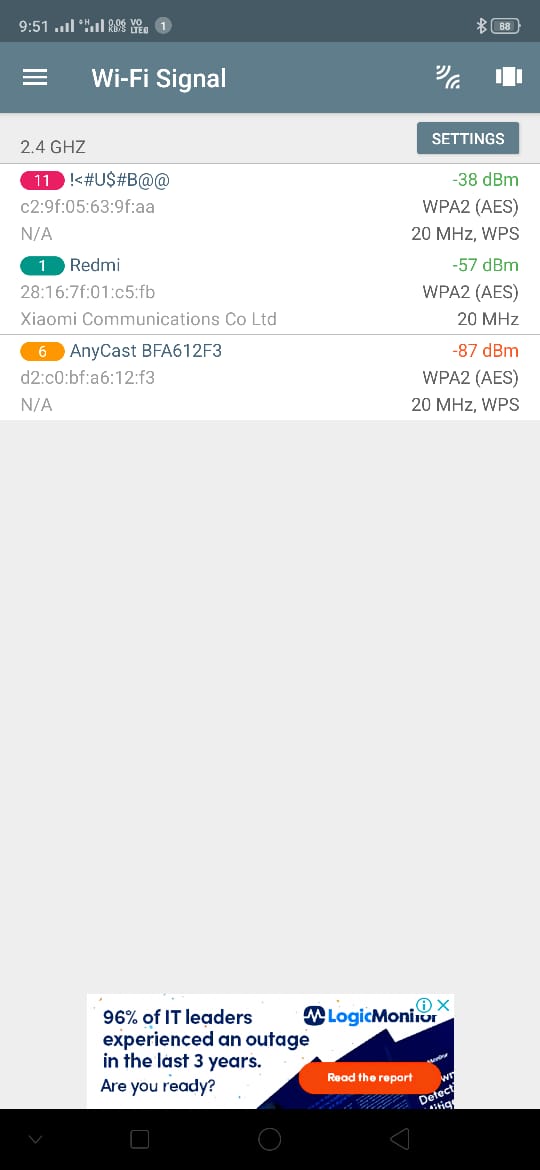 9:51 0.06 KB/S VO LTE 1 88
Wi-Fi Signal
2.4 GHZ
SETTINGS
11 !<#U$#B@@ -38 dBm
c2:9f:05:63:9f:aa WPA2 (AES)
N/A 20 MHz, WPS
1 Redmi -57 dBm
28:16:7f:01:c5:fb WPA2 (AES)
Xiaomi Communications Co Ltd 20 MHz
6 AnyCast BFA612F3 -87 dBm
d2:c0:bf:a6:12:f3 WPA2 (AES)
N/A 20 MHz, WPS
96% of IT leaders
experienced an outage
in the last 3 years.
Are you ready?
LogicMonitor
Read the report